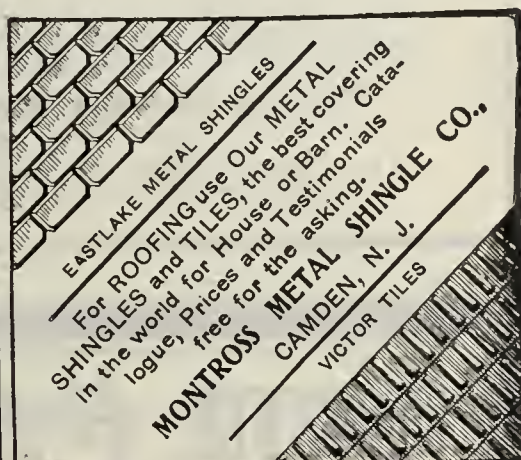 EASTLAKE METAL SHINGLES
For ROOFING use Our METAL
SHINGLES and TILES, the best covering
in the world for House or Barn. Cata-
logue, Prices and Testimonials
free for the asking.
MONTROSS METAL SHINGLE CO.,
CAMDEN, N. J.
VICTOR TILES